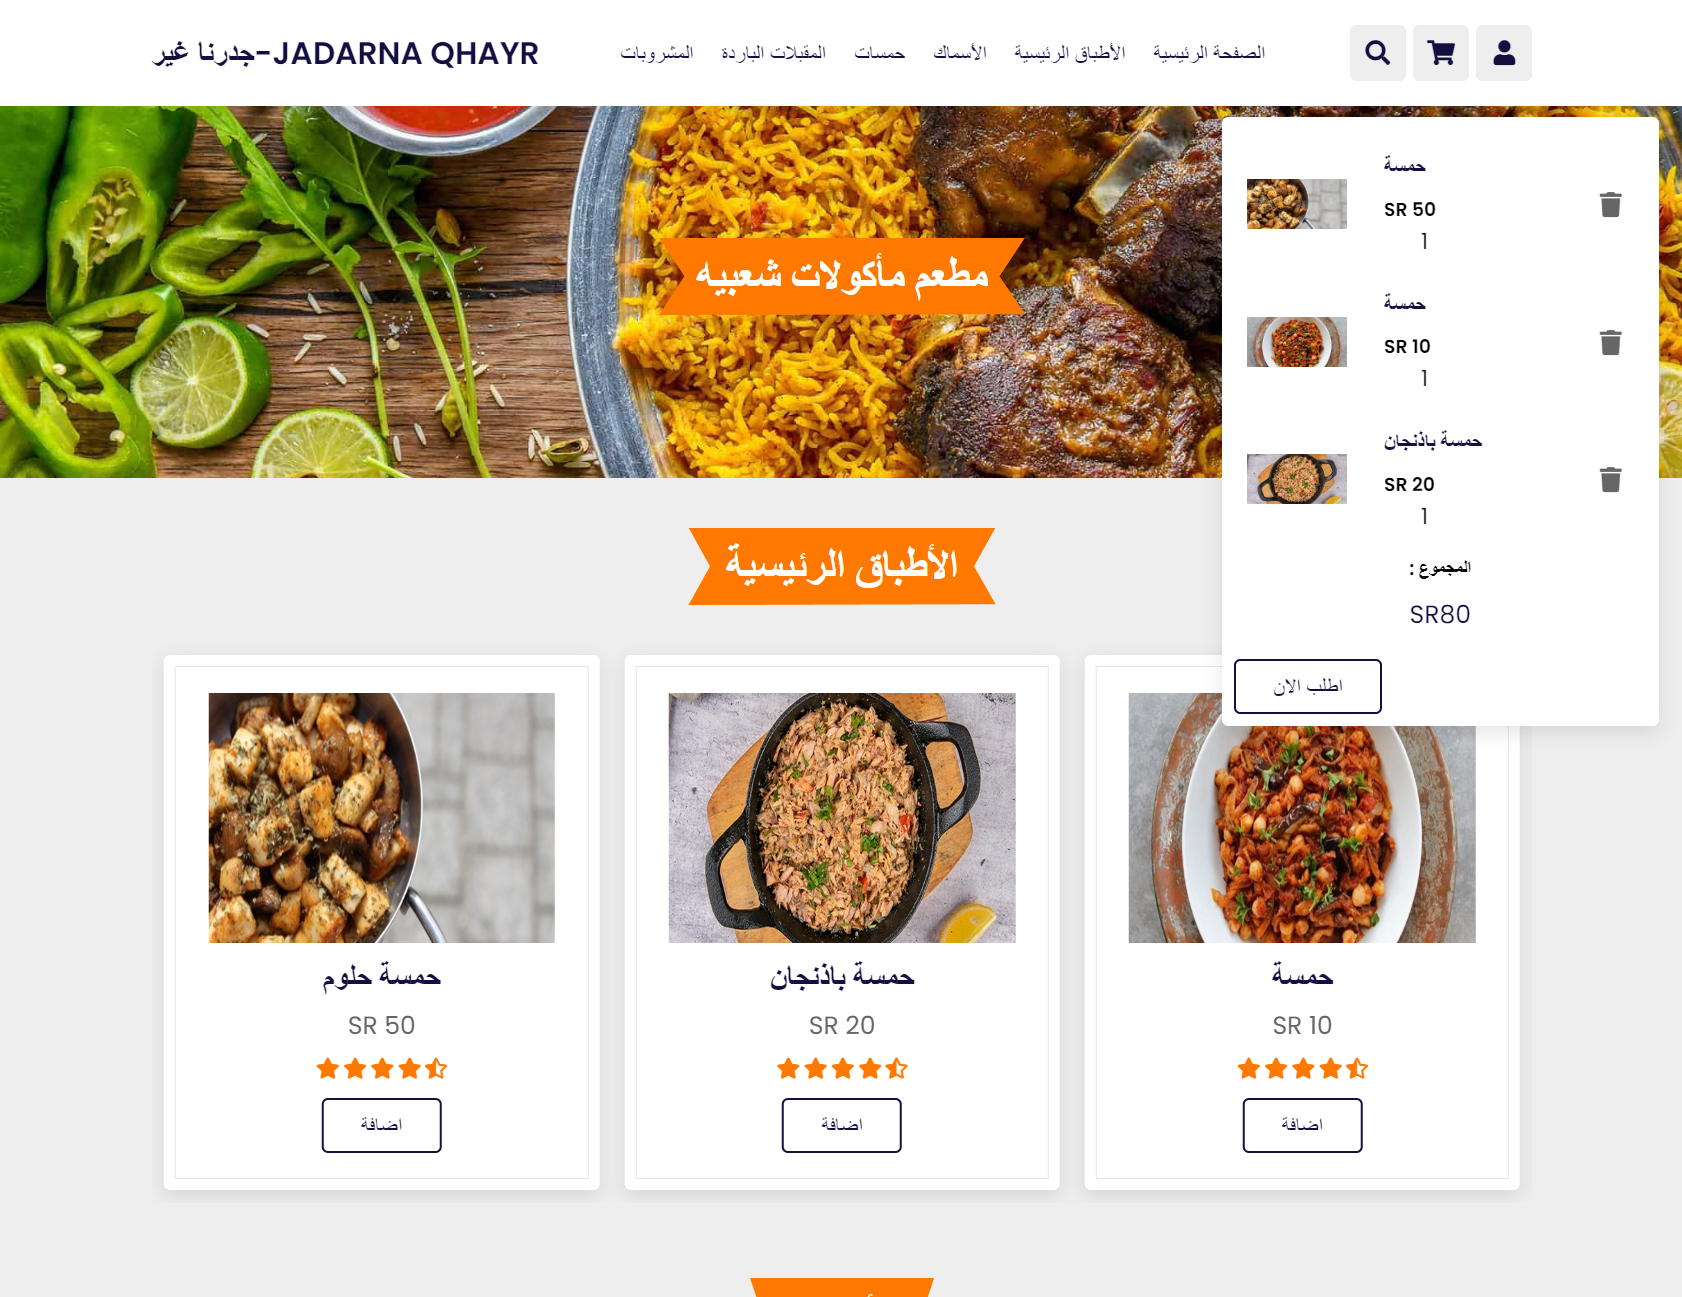 جدرنا غير-JADARNA QHAYR
الصفحة الرئيسية
الأطباق الرئيسية
الأسماك
حمسات
المقبلات الباردة
المشروبات
مطعم مأكولات شعبيه
حمسة
SR 50
1
حمسة
SR 10
1
حمسة باذنجان
SR 20
1
المجموع :
SR80
اطلب الان
الأطباق الرئيسية
حمسة حلوم
SR 50
اضافة
حمسة باذنجان
SR 20
اضافة
حمسة
SR 10
اضافة